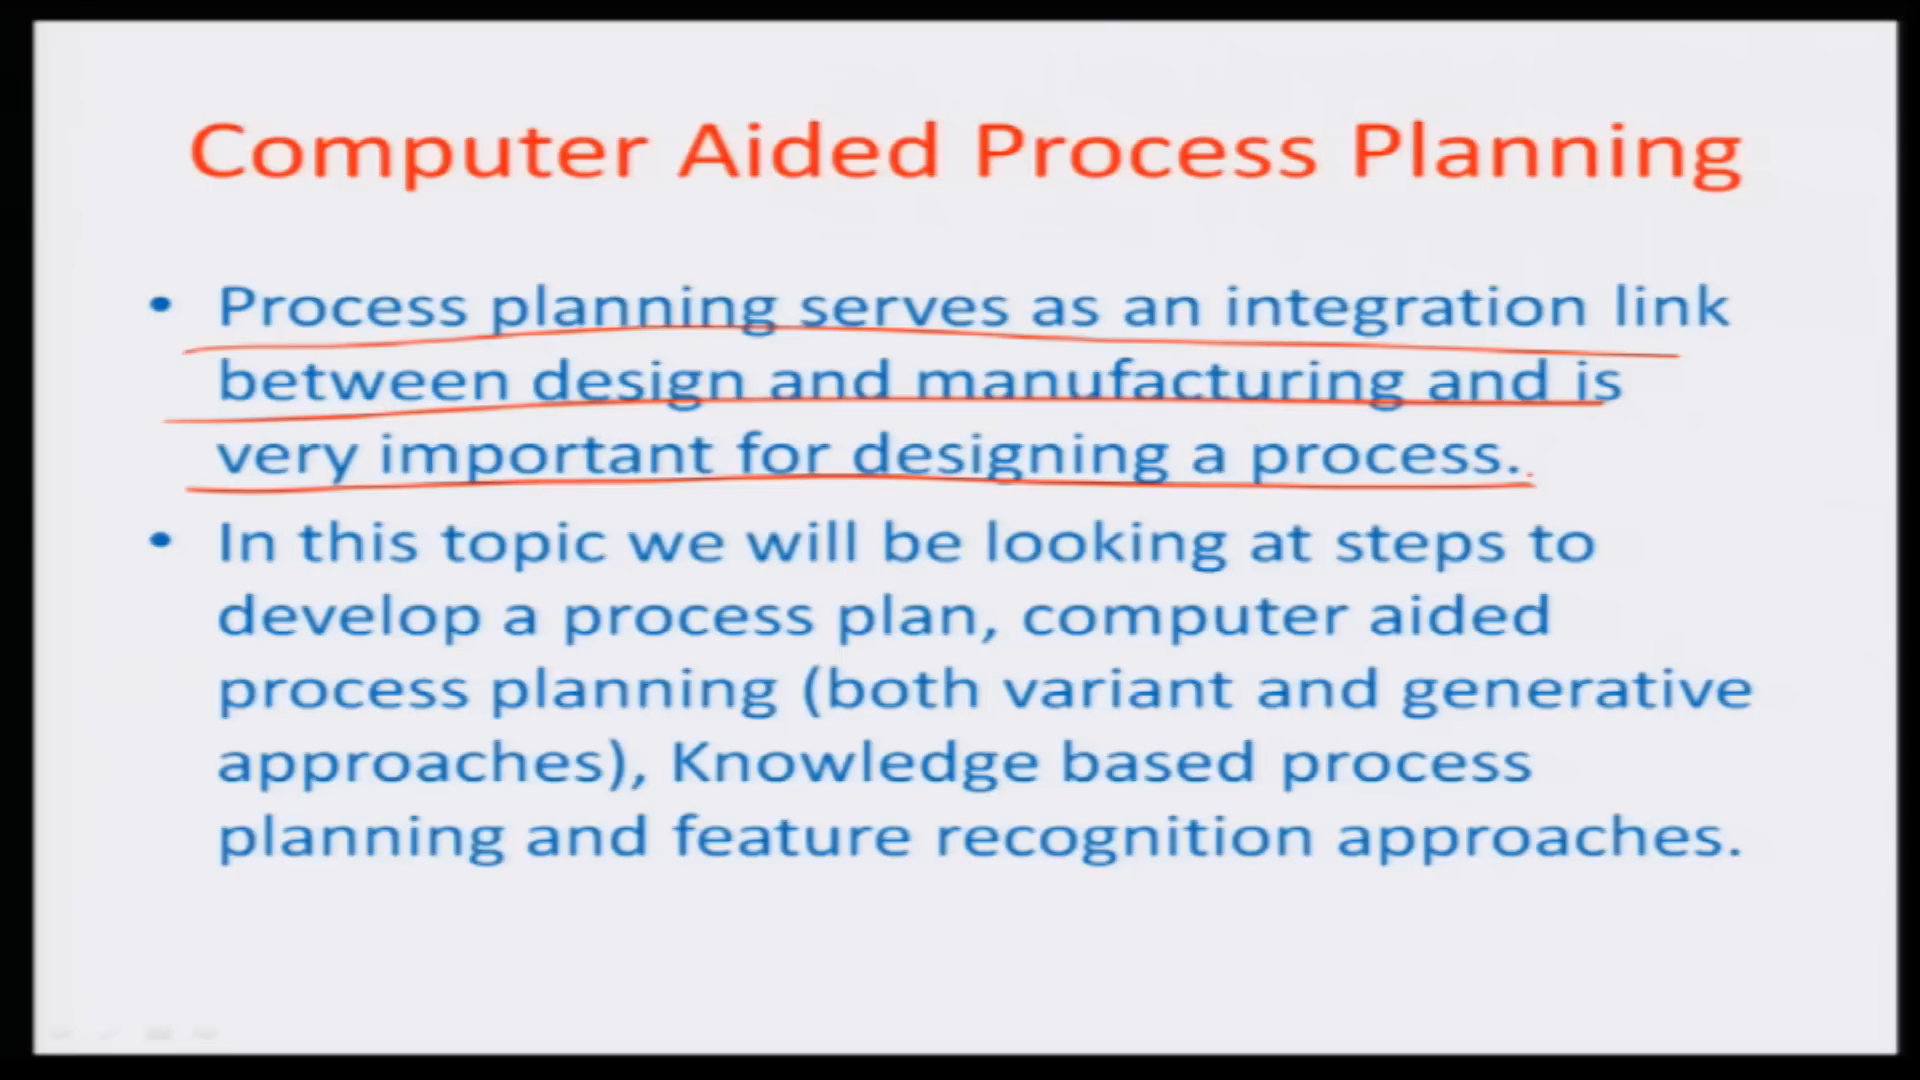 Computer Aided Process Planning
• Process planning serves as an integration link
between design and manufacturing and is
very important for designing a process.
• In this topic we will be looking at steps to
develop a process plan, computer aided
process planning (both variant and generative
approaches), Knowledge based process
planning and feature recognition approaches.